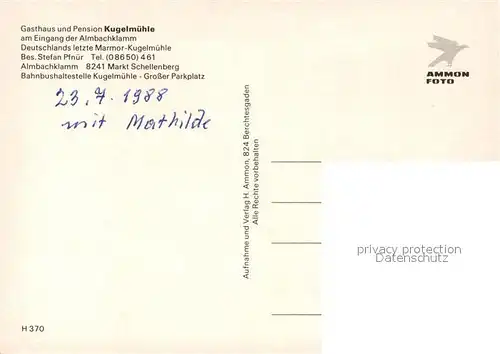 Gasthaus und Pension Kugelmühle
am Eingang der Almbachklamm
Deutschlands letzte Marmor-Kugelmühle
Bes. Stefan Pfnür Tel. (08650) 461
Almbachklamm 8241 Markt Schellenberg
Bahnbushaltestelle Kugelmühle · Großer Parkplatz
23.7.1988
mit Mathilde
AMMON
FOTO
Aufnahme und Verlag H. Ammon, 824 Berchtesgaden
Alle Rechte vorbehalten
privacy protection
Datenschutz
H 370